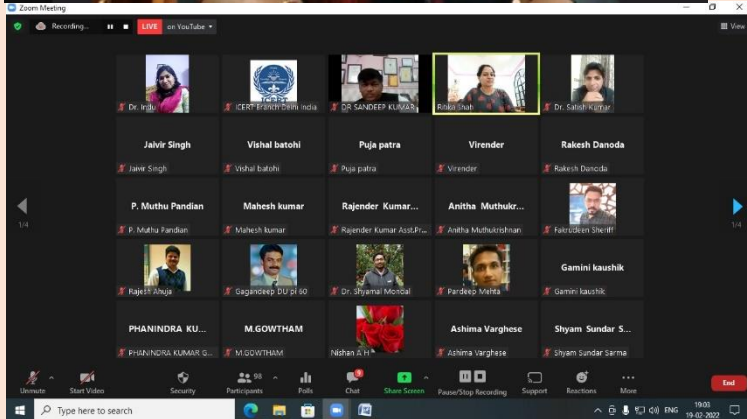 Zoom Meeting
Recording... LIVE on YouTube
View
Dr. Indu
ICERT Branch Delhi India
DR SANDEEP KUMAR
Ritika Shah
Dr. Satish Kumar
Jaivir Singh
Vishal batohi
Puja patra
Virender
Rakesh Danoda
Jaivir Singh
Vishal batohi
Puja patra
Virender
Rakesh Danoda
P. Muthu Pandian
Mahesh kumar
Rajender Kumar...
Anitha Muthukr...
P. Muthu Pandian
Mahesh kumar
Rajender Kumar Asst.Pr...
Anitha Muthukrishnan
Fakrudeen Sheriff
1/4
1/4
Gamini kaushik
Rajesh Ahuja
Gagandeep DU pi 60
Dr. Shyamal Mondal
Pardeep Mehta
Gamini kaushik
PHANINDRA KU...
M.GOWTHAM
Ashima Varghese
Shyam Sundar S...
PHANINDRA KUMAR G...
M.GOWTHAM
Nishan A H
Ashima Varghese
Shyam Sundar Sarma
98
9
Unmute
Start Video
Security
Participants
Polls
Chat
Share Screen
Pause/Stop Recording
Support
Reactions
More
End
Type here to search
ENG
19:03
19-02-2022